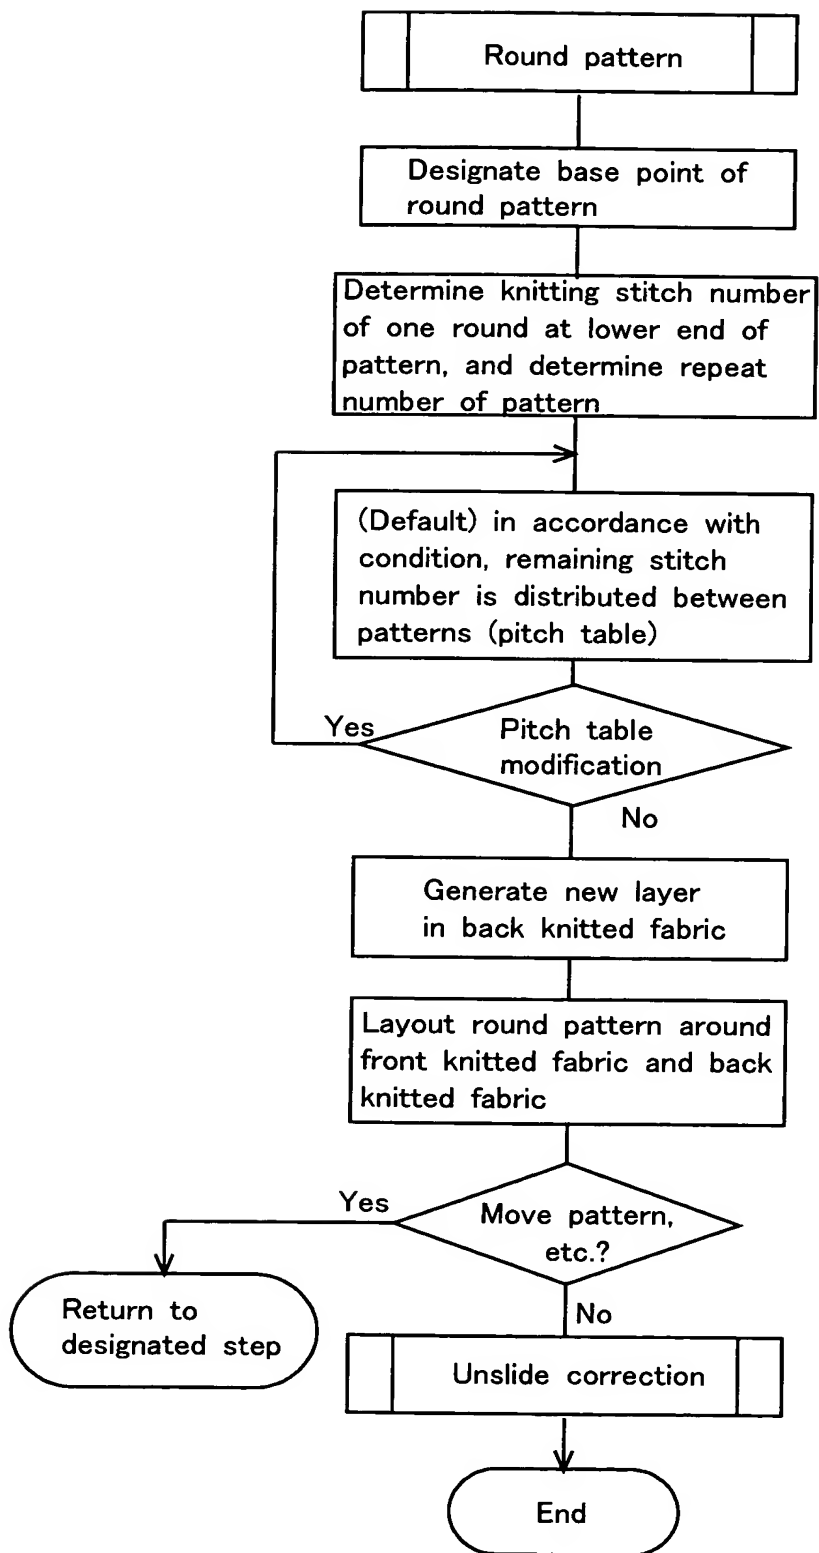 Round pattern
Designate base point of
round pattern
Determine knitting stitch number
of one round at lower end of
pattern, and determine repeat
number of pattern
(Default) in accordance with
condition, remaining stitch
number is distributed between
patterns (pitch table)
Yes
Pitch table
modification
No
Generate new layer
in back knitted fabric
Layout round pattern around
front knitted fabric and back
knitted fabric
Yes
Move pattern,
etc.?
Return to
designated step
No
Unslide correction
End